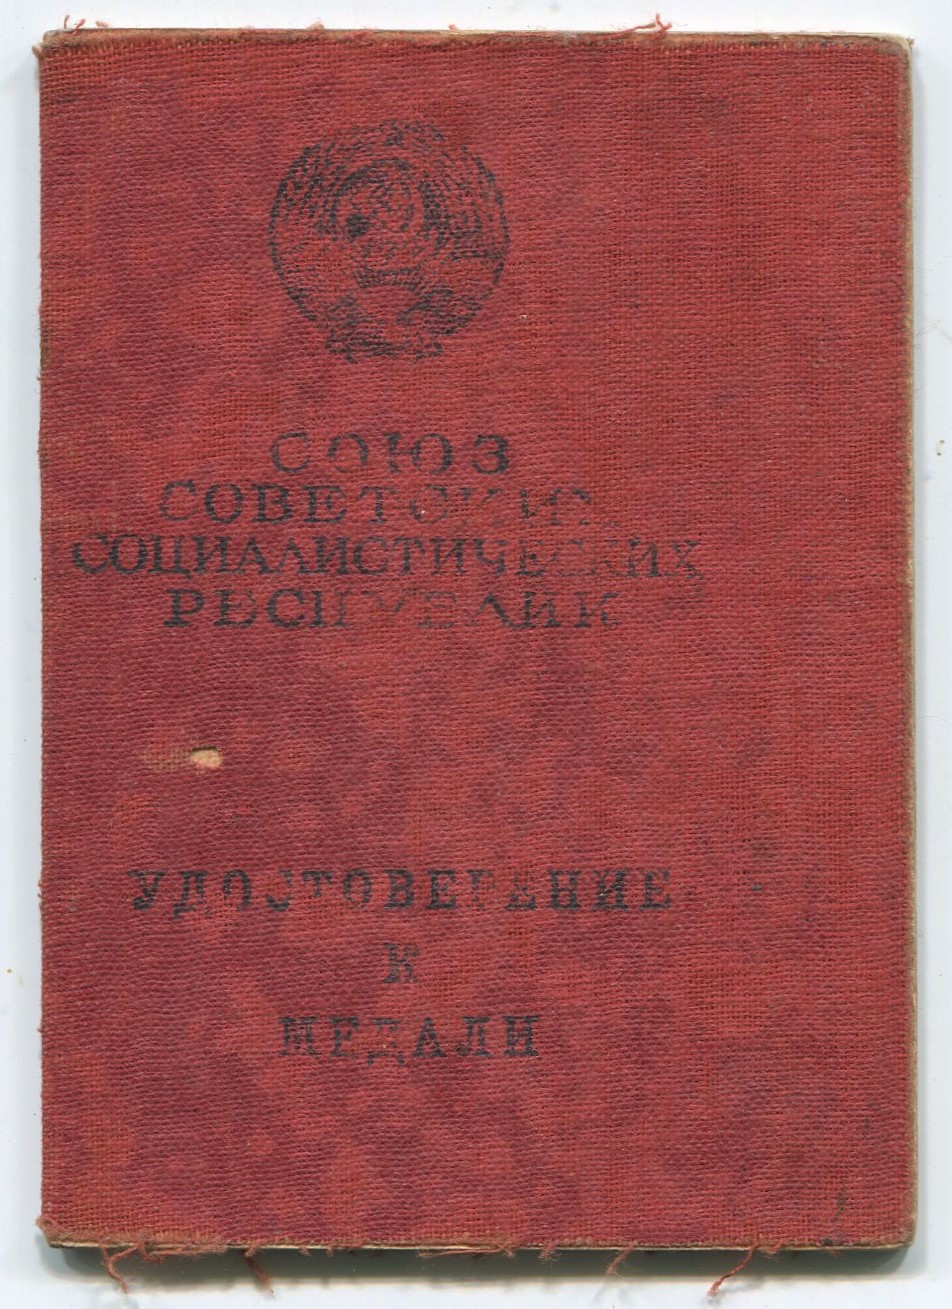 СОЮЗ
СОВЕТСКИХ
СОЦИАЛИСТИЧЕСКИХ
РЕСПУБЛИК
УДОСТОВЕРЕНИЕ
К
МЕДАЛИ